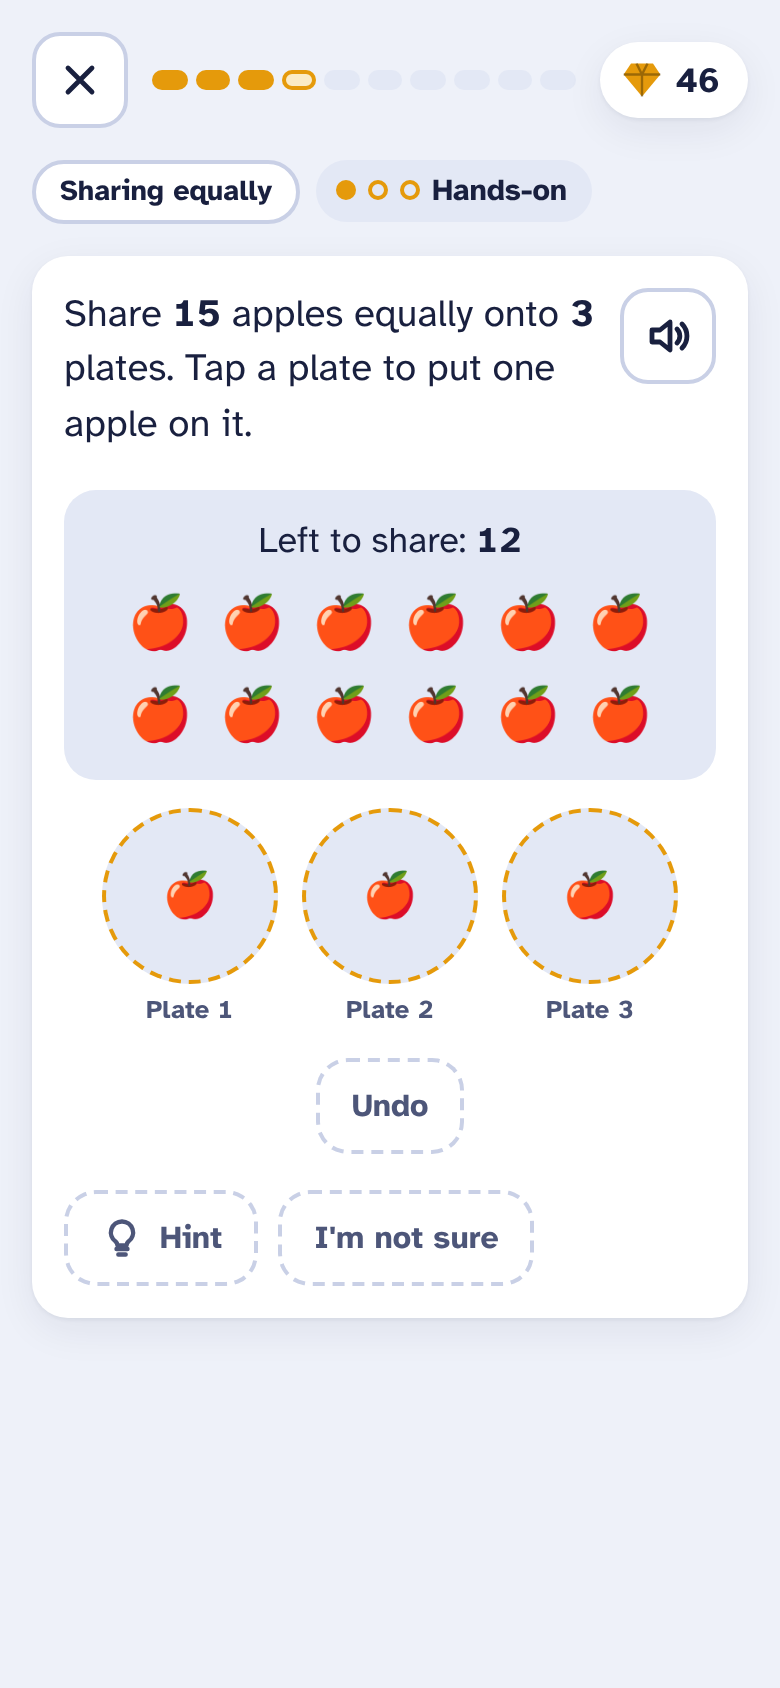 46
Sharing equally
Hands-on
Share 15 apples equally onto 3
plates. Tap a plate to put one
apple on it.
Left to share: 12
Plate 1
Plate 2
Plate 3
Undo
Hint
I'm not sure